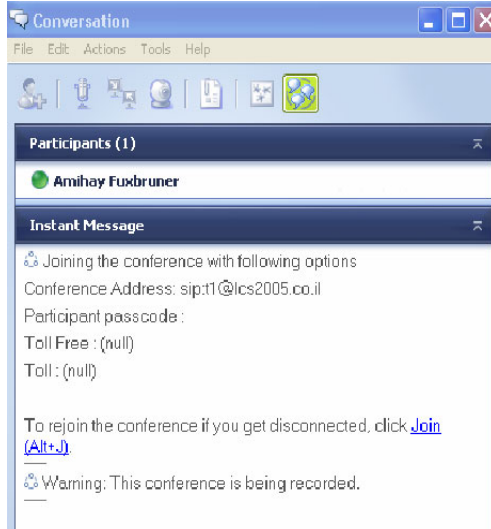 Conversation
File Edit Actions Tools Help
Participants (1)
Amihay Fuxbruner
Instant Message
Joining the conference with following options
Conference Address: sip:t1@lcs2005.co.il
Participant passcode :
Toll Free : (null)
Toll : (null)
To rejoin the conference if you get disconnected, click Join
(Alt+J).
Warning: This conference is being recorded.